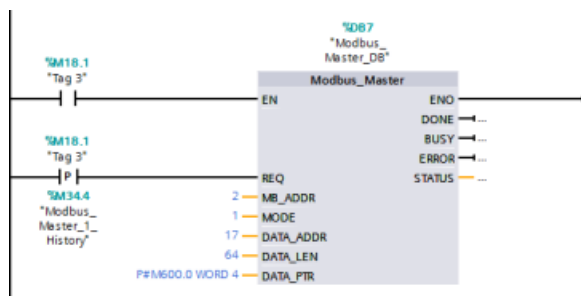 %DB7
"Modbus_
Master_DB"
%M18.1
"Tag 3"
Modbus_Master
EN
ENO
DONE
...
BUSY
...
ERROR
...
%M18.1
"Tag 3"
P
REQ
STATUS
...
%M34.4
"Modbus_
Master_1_
History"
2
MB_ADDR
1
MODE
17
DATA_ADDR
64
DATA_LEN
P#M600.0 WORD 4
DATA_PTR